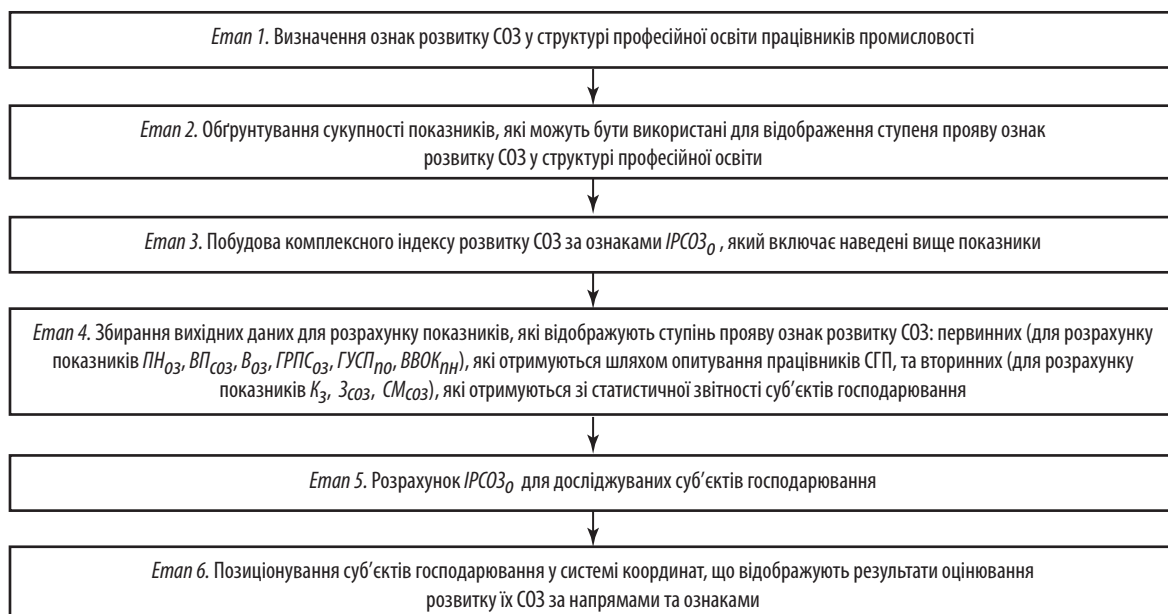 Етап 1. Визначення ознак розвитку СОЗ у структурі професійної освіти працівників промисловості
Етап 2. Обґрунтування сукупності показників, які можуть бути використані для відображення ступеня прояву ознак
розвитку СОЗ у структурі професійної освіти
Етап 3. Побудова комплексного індексу розвитку СОЗ за ознаками ІРСОЗО , який включає наведені вище показники
Етап 4. Збирання вихідних даних для розрахунку показників, які відображають ступінь прояву ознак розвитку СОЗ: первинних (для розрахунку
показників ПНОЗ, ВПСОЗ, ВОЗ, ГРПСОЗ, ГУСППО, ВВОКПН), які отримуються шляхом опитування працівників СГП, та вторинних (для розрахунку
показників КЗ, ЗСОЗ, СМСОЗ), які отримуються зі статистичної звітності суб’єктів господарювання
Етап 5. Розрахунок ІРСОЗО для досліджуваних суб’єктів господарювання
Етап 6. Позиціонування суб’єктів господарювання у системі координат, що відображують результати оцінювання
розвитку їх СОЗ за напрямами та ознаками